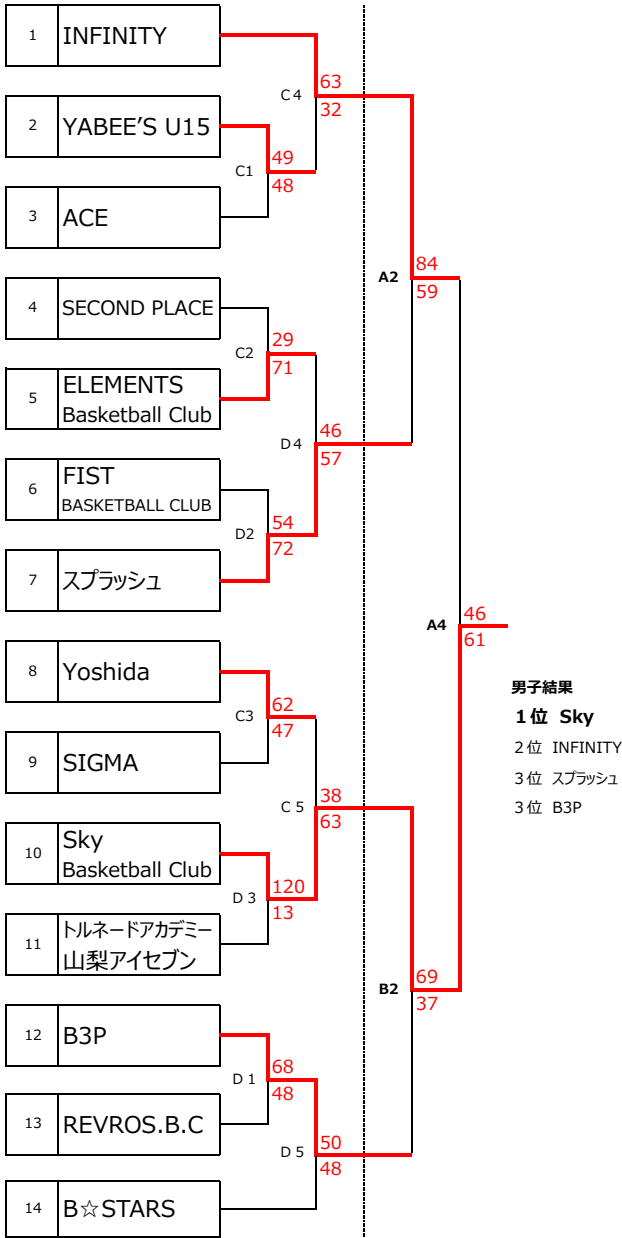 1 INFINITY
63
C4
32
2 YABEE'S U15
49
C1
48
3 ACE
84
A2
59
4 SECOND PLACE
29
C2
71
5 ELEMENTS
Basketball Club
46
D4
57
6 FIST
BASKETBALL CLUB
54
D2
72
7 スプラッシュ
46
A4
61
8 Yoshida
62
C3
47
9 SIGMA
38
C5
63
10 Sky
Basketball Club
120
D3
13
11 トルネードアカデミー
山梨アイセブン
69
B2
37
12 B3P
68
D1
48
13 REVROS.B.C
50
D5
48
14 B☆STARS
男子結果
1位 Sky
2位 INFINITY
3位 スプラッシュ
3位 B3P